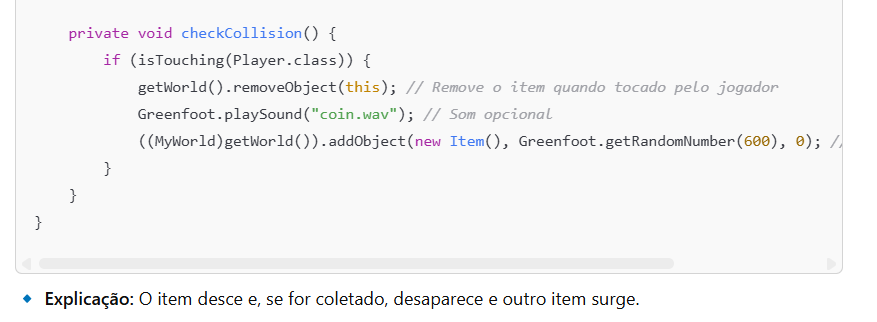 private void checkCollision() {
if (isTouching(Player.class)) {
getWorld().removeObject(this); // Remove o item quando tocado pelo jogador
Greenfoot.playSound("coin.wav"); // Som opcional
((MyWorld)getWorld()).addObject(new Item(), Greenfoot.getRandomNumber(600), 0); //
}
}
}
Explicação: O item desce e, se for coletado, desaparece e outro item surge.